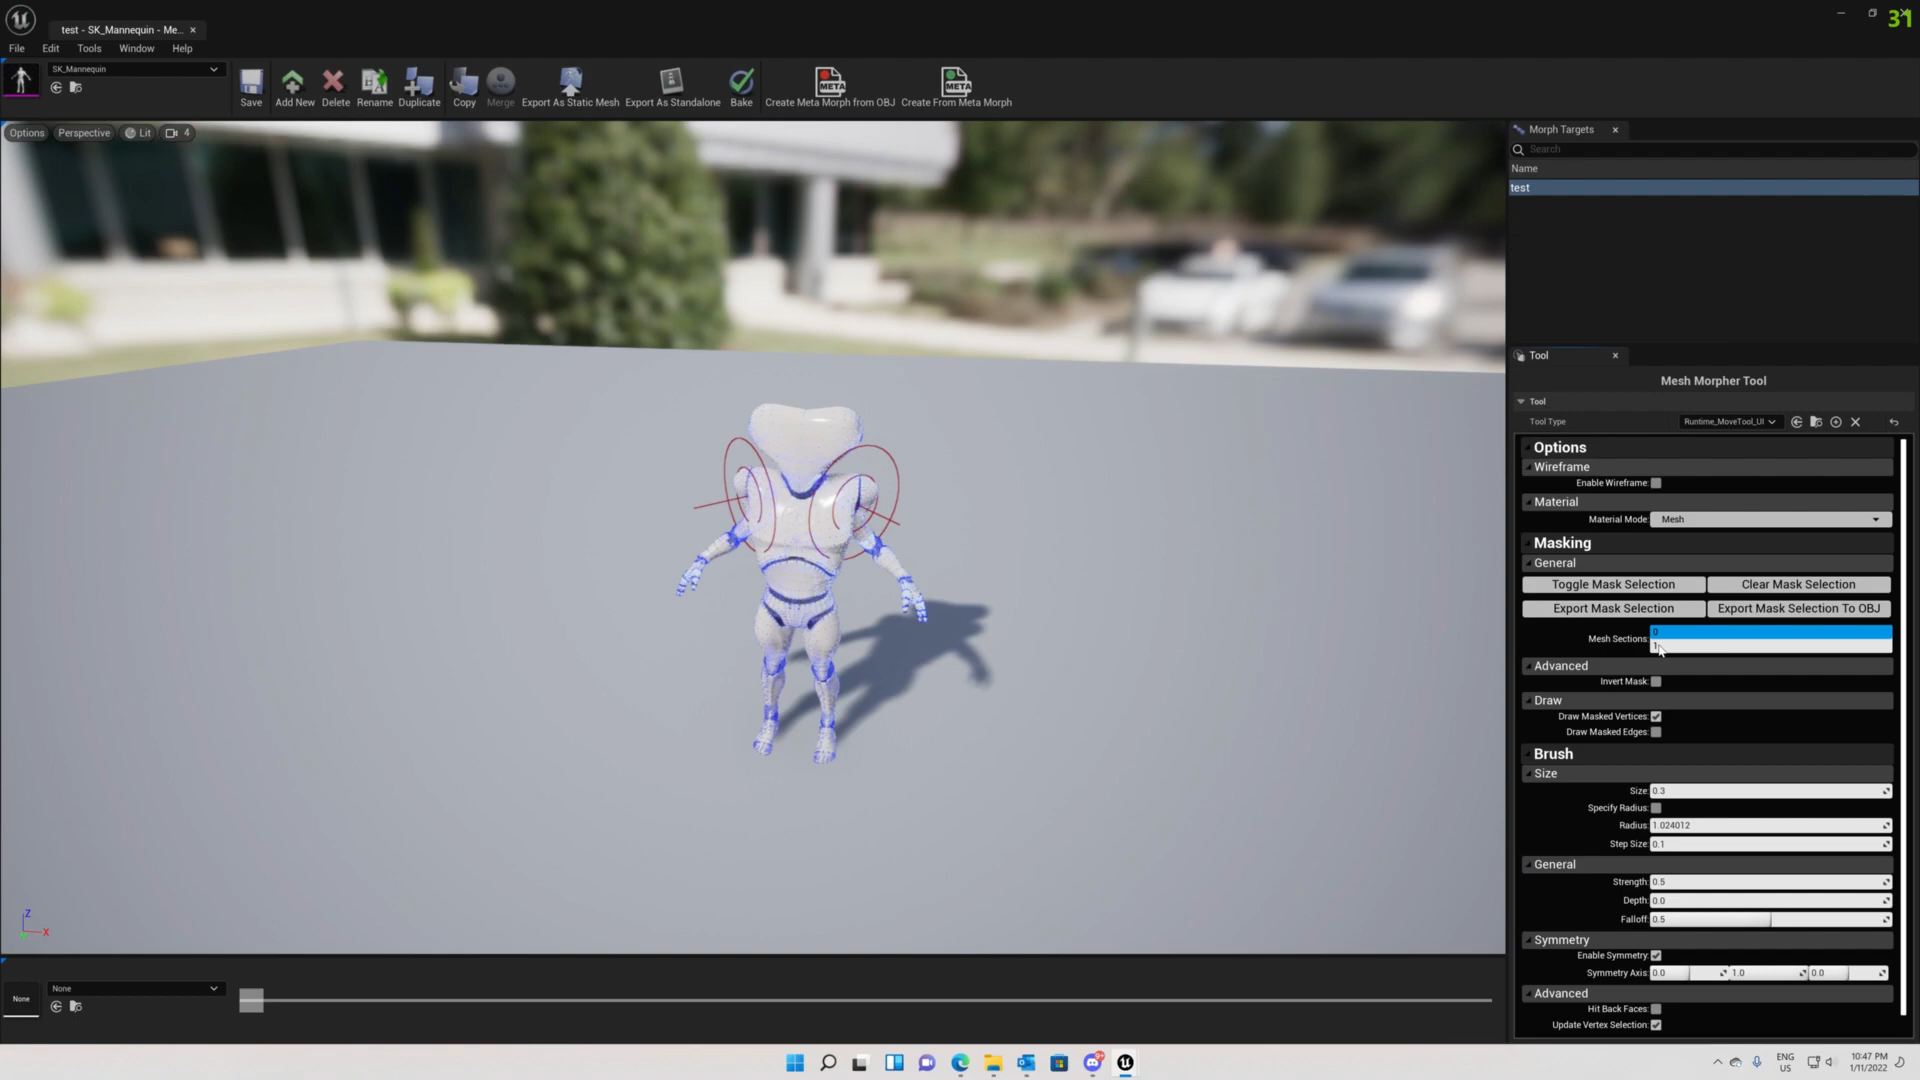 31
test - SK_Mannequin - Me...
File Edit Tools Window Help
SK_Mannequin
Save Add New Delete Rename Duplicate Copy Merge Export As Static Mesh Export As Standalone Bake Create Meta Morph from OBJ Create From Meta Morph
META META
Options Perspective Lit 4
Morph Targets
Search
Name
test
Tool
Mesh Morpher Tool
Tool
Tool Type Runtime_MoveTool_UI
Options
Wireframe
Enable Wireframe:
Material
Material Mode: Mesh
Masking
General
Toggle Mask Selection Clear Mask Selection
Export Mask Selection Export Mask Selection To OBJ
0
Mesh Sections:
1
Advanced
Invert Mask:
Draw
Draw Masked Vertices:
Draw Masked Edges:
Brush
Size
Size: 0.3
Specify Radius:
Radius: 1.024012
Step Size: 0.1
General
Strength: 0.5
Depth: 0.0
Falloff: 0.5
Symmetry
Enable Symmetry:
Symmetry Axis: 0.0 1.0 0.0
Advanced
Hit Back Faces:
Update Vertex Selection:
Z
X
None
None
ENG
US
10:47 PM
1/11/2022